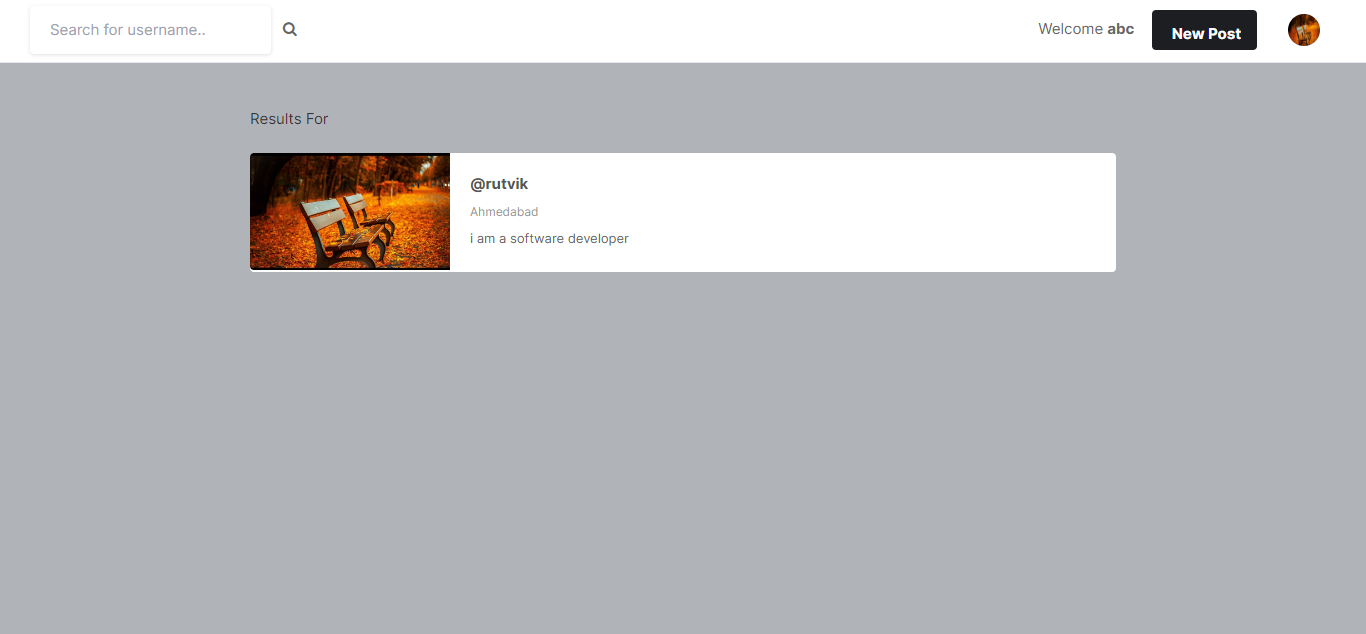 Search for username..
Welcome abc
New Post
Results For
@rutvik
Ahmedabad
i am a software developer